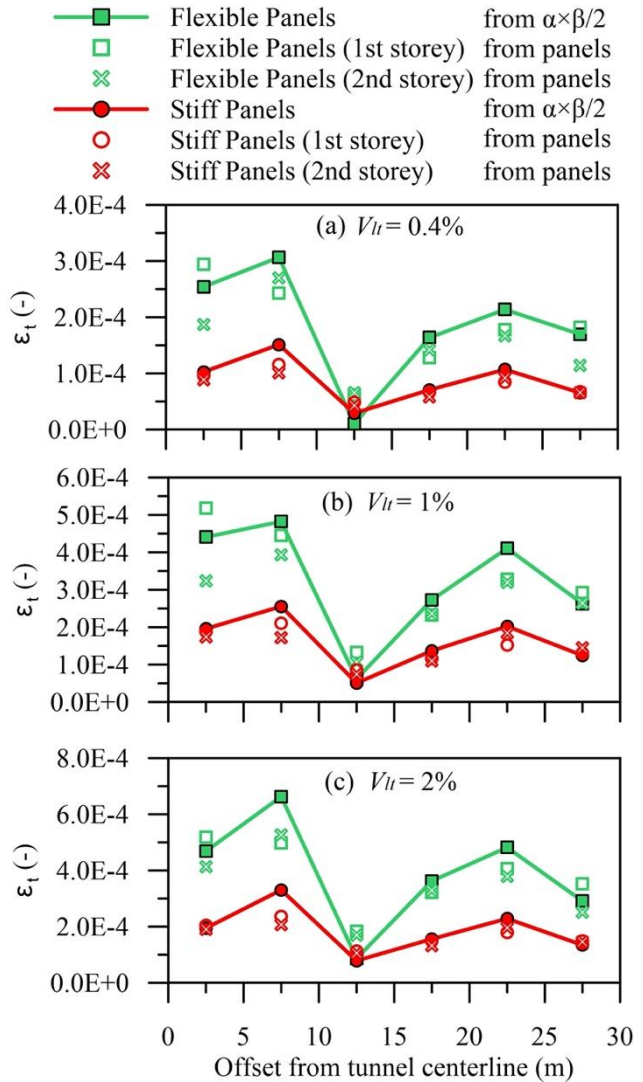 Flexible Panels from α×β/2
Flexible Panels (1st storey) from panels
Flexible Panels (2nd storey) from panels
Stiff Panels from α×β/2
Stiff Panels (1st storey) from panels
Stiff Panels (2nd storey) from panels
4.0E-4
(a) Vlt = 0.4%
3.0E-4
2.0E-4
1.0E-4
0.0E+0
εt (-)
6.0E-4
(b) Vlt = 1%
5.0E-4
4.0E-4
3.0E-4
2.0E-4
1.0E-4
0.0E+0
εt (-)
8.0E-4
(c) Vlt = 2%
6.0E-4
4.0E-4
2.0E-4
0.0E+0
εt (-)
0 5 10 15 20 25 30
Offset from tunnel centerline (m)